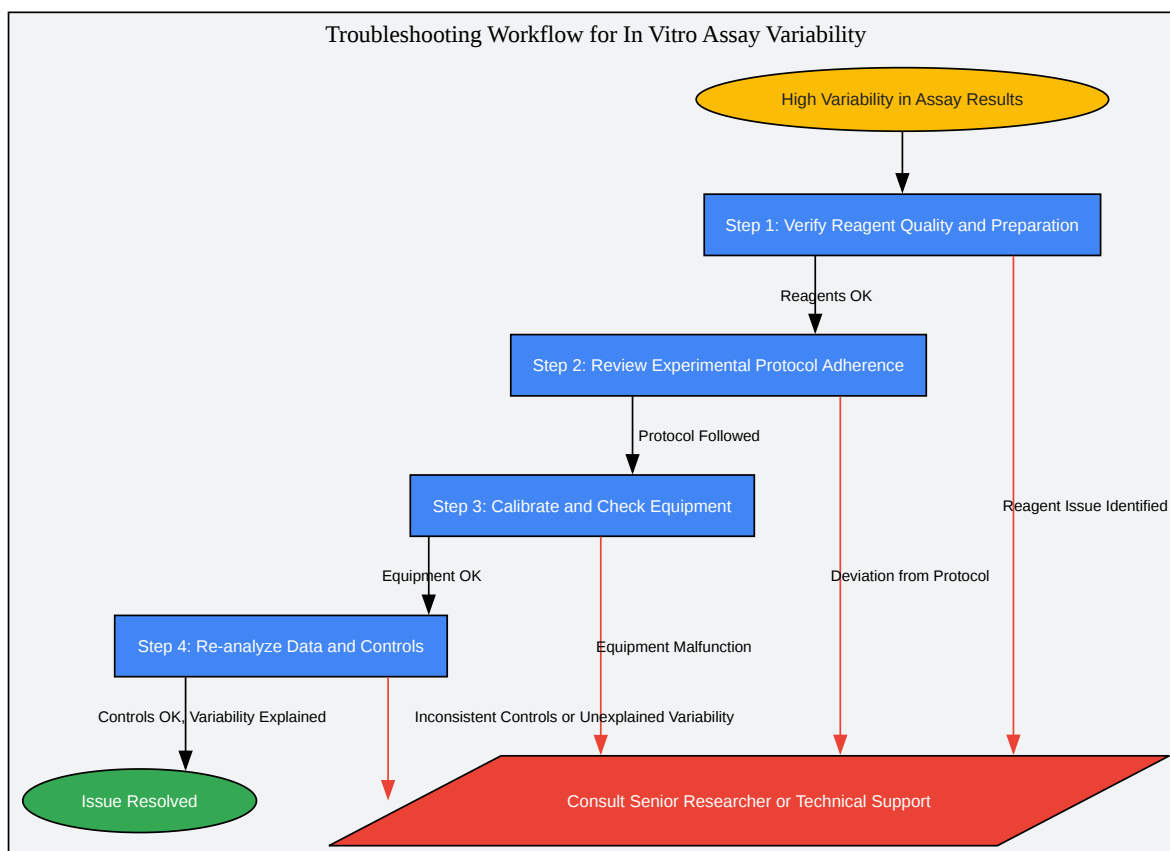 Troubleshooting Workflow for In Vitro Assay Variability
High Variability in Assay Results
Step 1: Verify Reagent Quality and Preparation
Reagents OK
Step 2: Review Experimental Protocol Adherence
Protocol Followed
Step 3: Calibrate and Check Equipment
Reagent Issue Identified
Equipment OK
Deviation from Protocol
Step 4: Re-analyze Data and Controls
Equipment Malfunction
Controls OK, Variability Explained
Inconsistent Controls or Unexplained Variability
Issue Resolved
Consult Senior Researcher or Technical Support